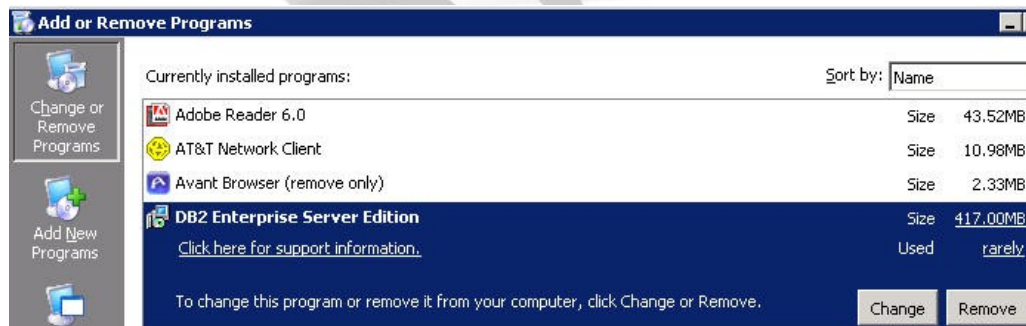 Add or Remove Programs
Change or
Remove
Programs
Currently installed programs: Sort by: Name
Adobe Reader 6.0 Size 43.52MB
AT&T Network Client Size 10.98MB
Avant Browser (remove only) Size 2.33MB
Add New
Programs
DB2 Enterprise Server Edition Size 417.00MB
Click here for support information. Used rarely
To change this program or remove it from your computer, click Change or Remove. Change Remove